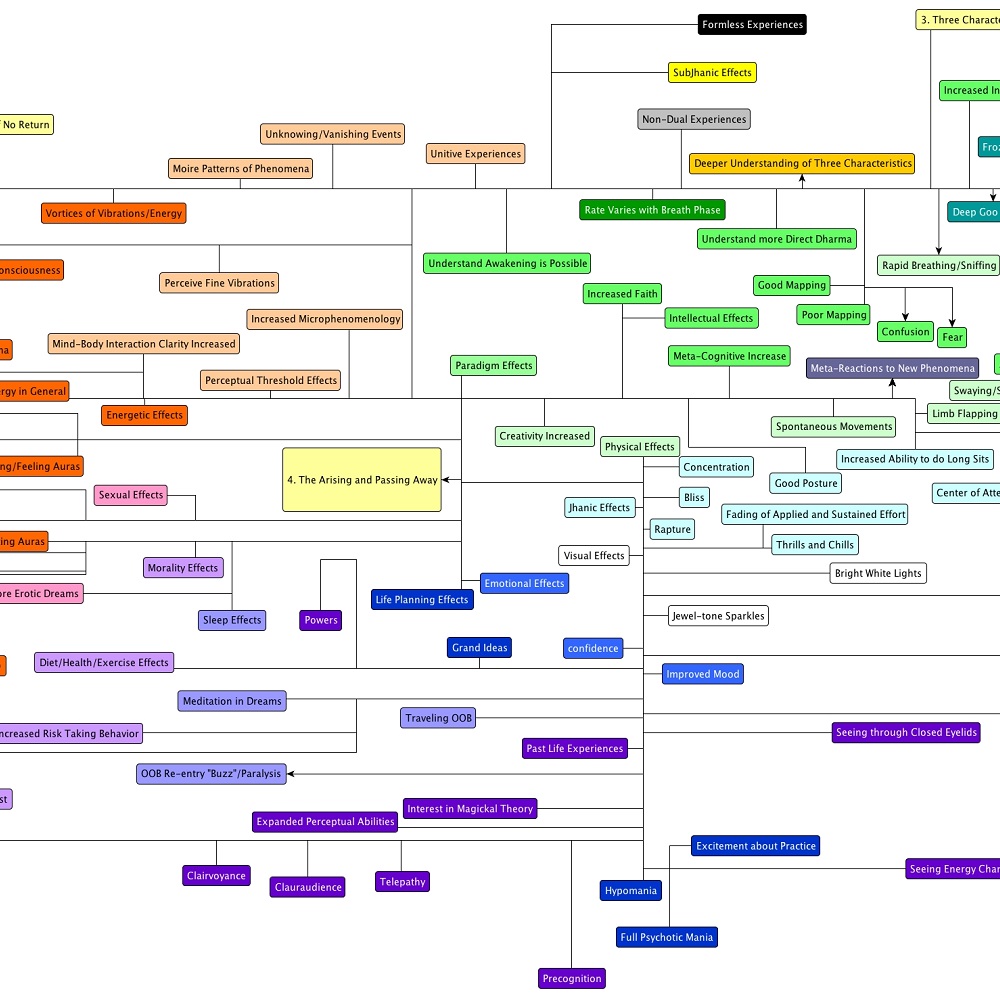 Formless Experiences
3. Three Characte
SubJhanic Effects
Increased In
Non-Dual Experiences
No Return
Unknowing/Vanishing Events
Froz
Unitive Experiences
Deeper Understanding of Three Characteristics
Moire Patterns of Phenomena
Vortices of Vibrations/Energy
Rate Varies with Breath Phase
Deep Goo
Understand more Direct Dharma
onsciousness
Understand Awakening is Possible
Rapid Breathing/Sniffing
Perceive Fine Vibrations
Good Mapping
Increased Faith
Increased Microphenomenology
Intellectual Effects
Poor Mapping
Confusion
Fear
Mind-Body Interaction Clarity Increased
na
Meta-Cognitive Increase
Paradigm Effects
Meta-Reactions to New Phenomena
Perceptual Threshold Effects
ergy in General
Swaying/S
Energetic Effects
Limb Flapping
Spontaneous Movements
Creativity Increased
Physical Effects
Increased Ability to do Long Sits
ng/Feeling Auras
Concentration
4. The Arising and Passing Away
Good Posture
Sexual Effects
Bliss
Center of Atte
Jhanic Effects
Fading of Applied and Sustained Effort
Rapture
ing Auras
Thrills and Chills
Visual Effects
Morality Effects
Bright White Lights
Emotional Effects
ore Erotic Dreams
Life Planning Effects
Sleep Effects
Powers
Jewel-tone Sparkles
Grand Ideas
confidence
Diet/Health/Exercise Effects
Improved Mood
Meditation in Dreams
Traveling OOB
ncreased Risk Taking Behavior
Seeing through Closed Eyelids
Past Life Experiences
OOB Re-entry "Buzz"/Paralysis
st
Interest in Magickal Theory
Expanded Perceptual Abilities
Excitement about Practice
Seeing Energy Chan
Clairvoyance
Clauraudience
Telepathy
Hypomania
Full Psychotic Mania
Precognition